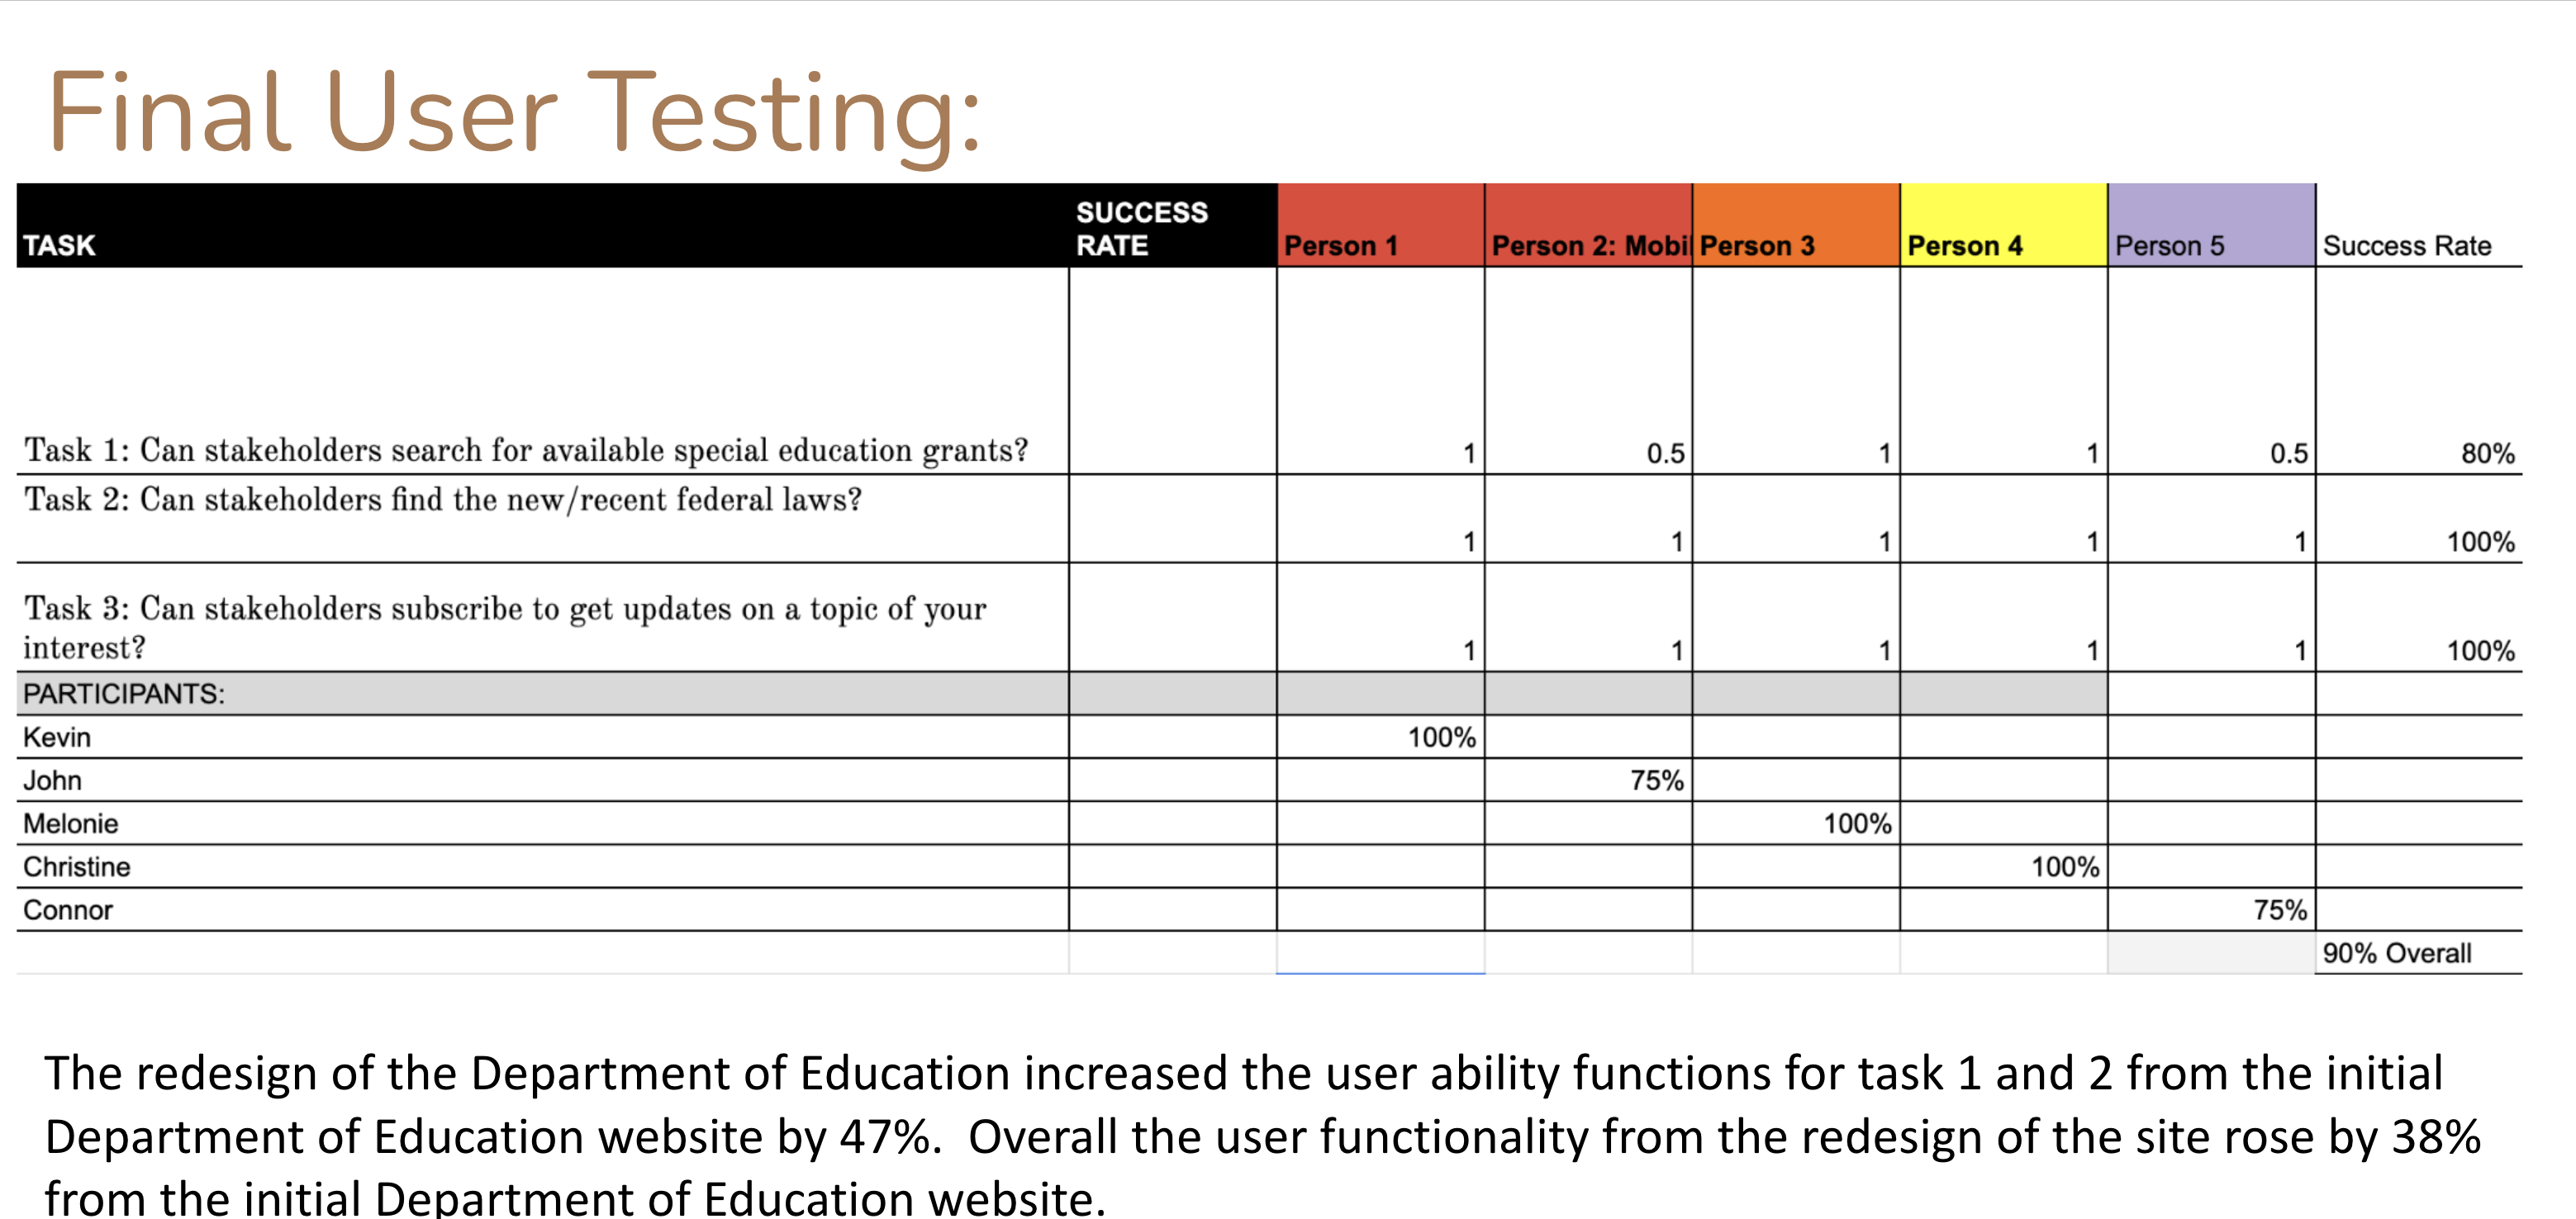 Final User Testing:
TASK SUCCESS RATE Person 1 Person 2: Mobil Person 3 Person 4 Person 5 Success Rate
Task 1: Can stakeholders search for available special education grants? 1 0.5 1 1 0.5 80%
Task 2: Can stakeholders find the new/recent federal laws?
1 1 1 1 1 100%
Task 3: Can stakeholders subscribe to get updates on a topic of your
interest? 1 1 1 1 1 100%
PARTICIPANTS:
Kevin 100%
John 75%
Melonie 100%
Christine 100%
Connor 75%
90% Overall
The redesign of the Department of Education increased the user ability functions for task 1 and 2 from the initial
Department of Education website by 47%.  Overall the user functionality from the redesign of the site rose by 38%
from the initial Department of Education website.